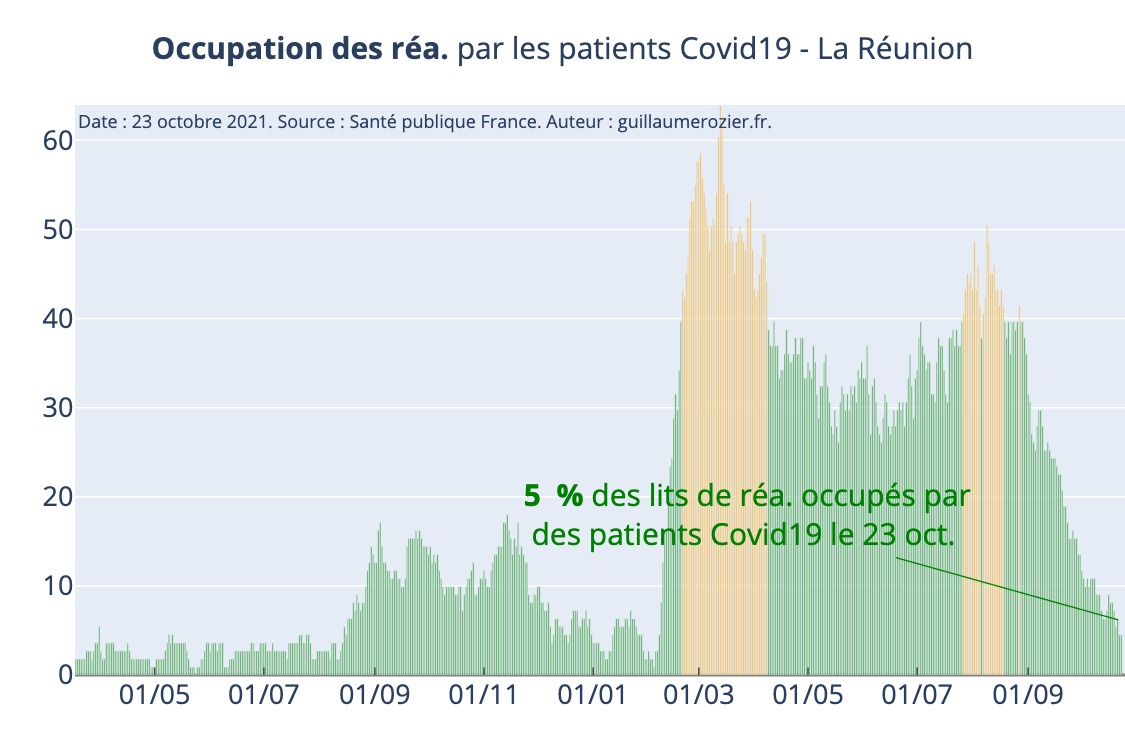 Occupation des réa. par les patients Covid19 - La Réunion
Date : 23 octobre 2021. Source : Santé publique France. Auteur : guillaumerozier.fr.
60
50
40
30
20
10
0
5 % des lits de réa. occupés par
des patients Covid19 le 23 oct.
01/05 01/07 01/09 01/11 01/01 01/03 01/05 01/07 01/09